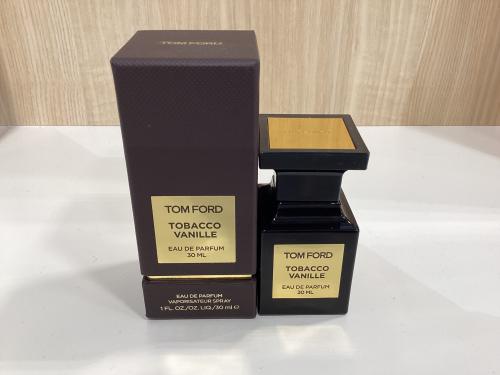 TOM FORD
TOM FORD
TOBACCO
VANILLE
EAU DE PARFUM
30 ML
EAU DE PARFUM
VAPORISATEUR SPRAY
1 FL. OZ./OZ. LIQ./30 ml ℮
TOM FORD
TOBACCO
VANILLE
EAU DE PARFUM
30 ML